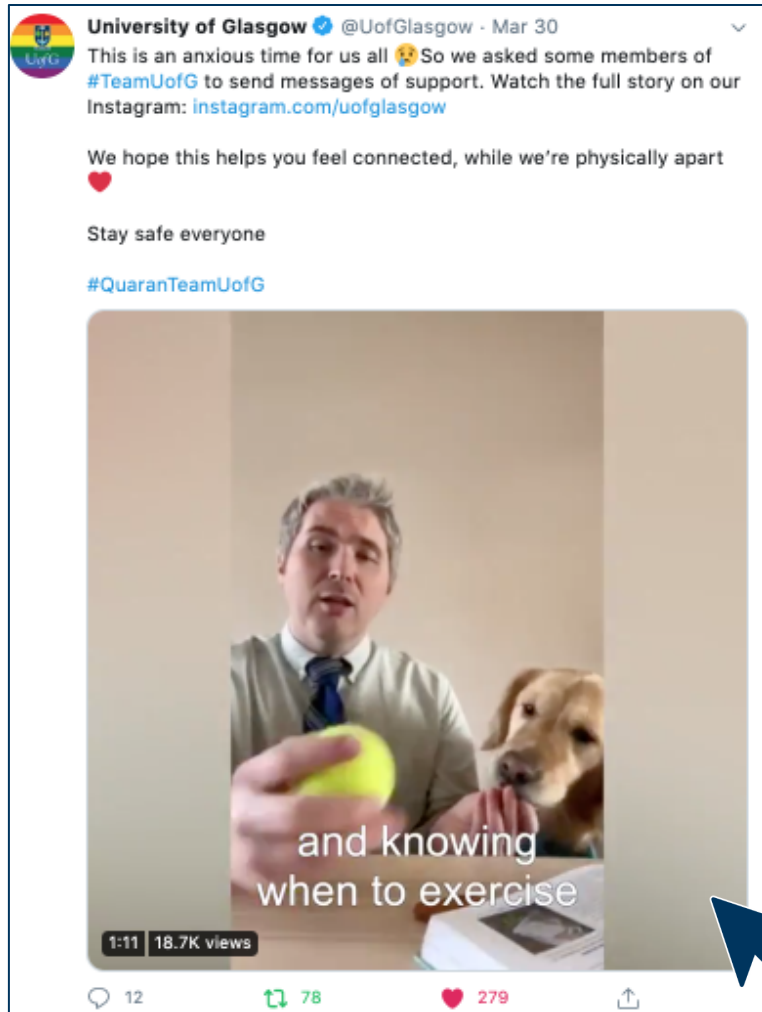 University of Glasgow @UofGlasgow · Mar 30
This is an anxious time for us all 😢 So we asked some members of
#TeamUofG to send messages of support. Watch the full story on our
Instagram: instagram.com/uofglasgow
We hope this helps you feel connected, while we're physically apart
❤️
Stay safe everyone
#QuaranTeamUofG
UofG
and knowing
when to exercise
1:11 18.7K views
12 78 279